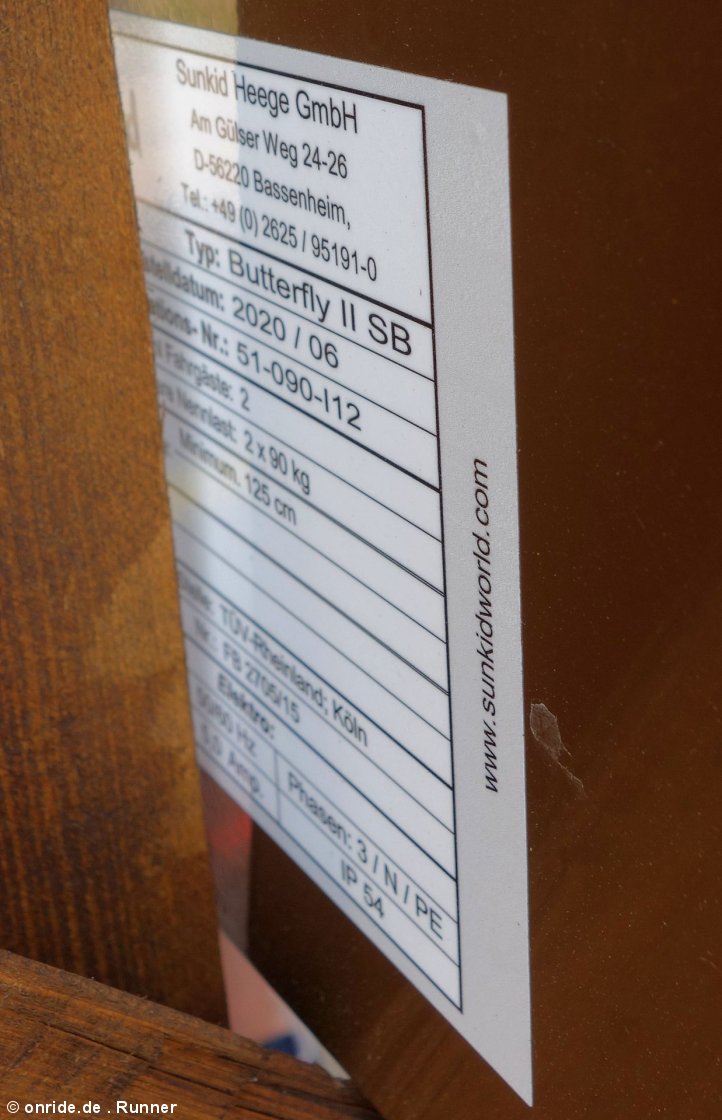 Sunkid Heege GmbH
Am Gülser Weg 24-26
D-56220 Bassenheim,
Tel.: +49 (0) 2625 / 95191-0
Typ: Butterfly II SB
2020 / 06
Nr.: 51-090-I12
Fahrgäste: 2
Nennlast: 2 x 90 kg
Minimum. 125 cm
TÜV-Rheinland; Köln
Nr.: FB 2705/15
Elektro:
50/60 Hz Phasen: 3 / N / PE
Amp. IP 54
www.sunkidworld.com
© onride.de . Runner